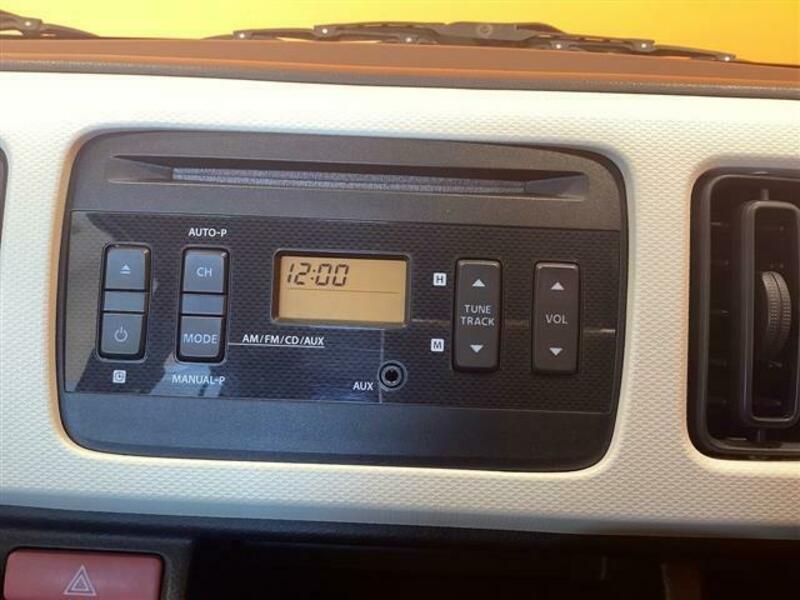 AUTO-P
CH
12:00
H
TUNE
TRACK
VOL
MODE
AM/FM/CD/AUX
M
MANUAL-P
AUX